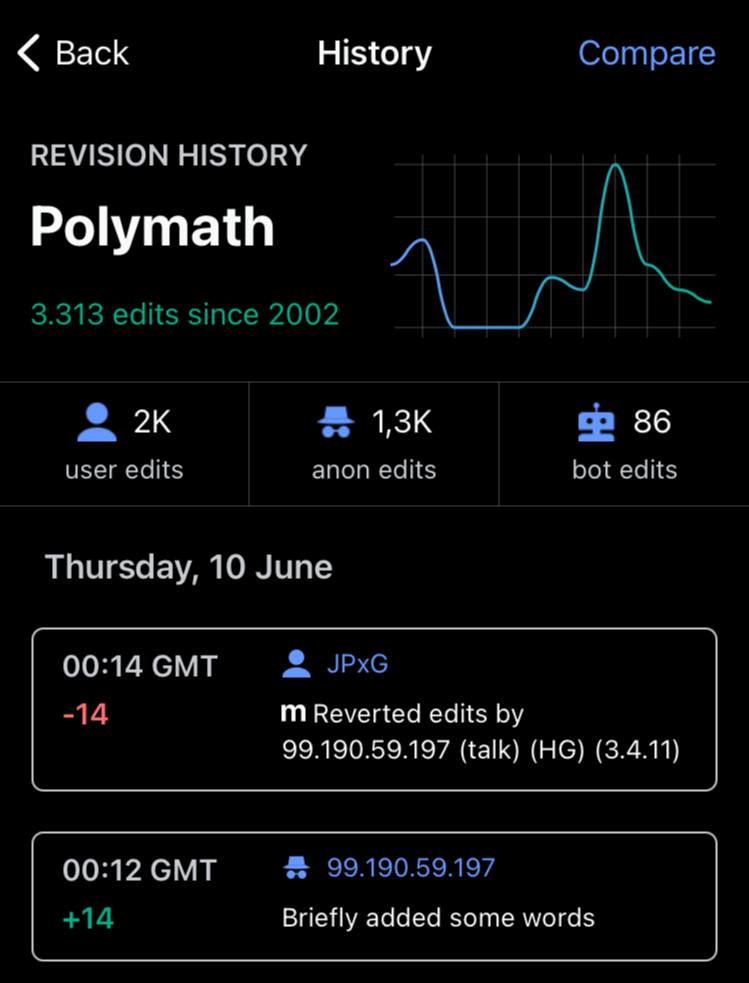 Back History Compare
REVISION HISTORY
Polymath
3.313 edits since 2002
2K 1,3K 86
user edits anon edits bot edits
Thursday, 10 June
00:14 GMT JPxG
-14 m Reverted edits by
99.190.59.197 (talk) (HG) (3.4.11)
00:12 GMT 99.190.59.197
+14 Briefly added some words